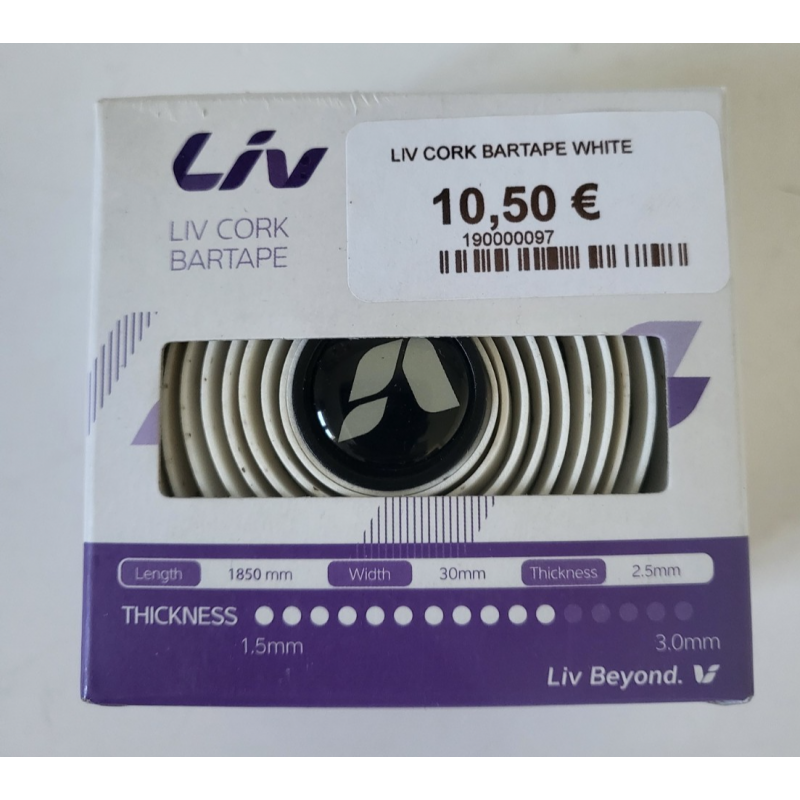 Liv
LIV CORK
BARTAPE
LIV CORK BARTAPE WHITE
10,50 €
190000097
Length 1850 mm Width 30mm Thickness 2.5mm
THICKNESS
1.5mm 3.0mm
Liv Beyond.